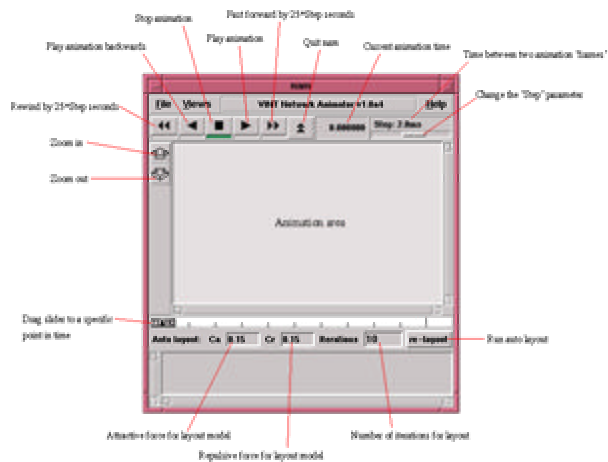 Fast forward by 25*Step seconds
Stop animation
Play animation backwards
Play animation
Quit nam
Current animation time
Time between two animation 'frames'
Change the 'Step' parameter
Rewind by 25*Step seconds
nam
File Views VINT Network Animator v1.0a4 Help
0.000000 Step: 2.0ms
Zoom in
Zoom out
Animation area
Drag slider to a specific
point in time
TIME
Auto layout: Ca 0.15 Cr 0.15 Iterations 10 re-layout
Run auto layout
Attractive force for layout model
Number of iterations for layout
Repulsive force for layout model